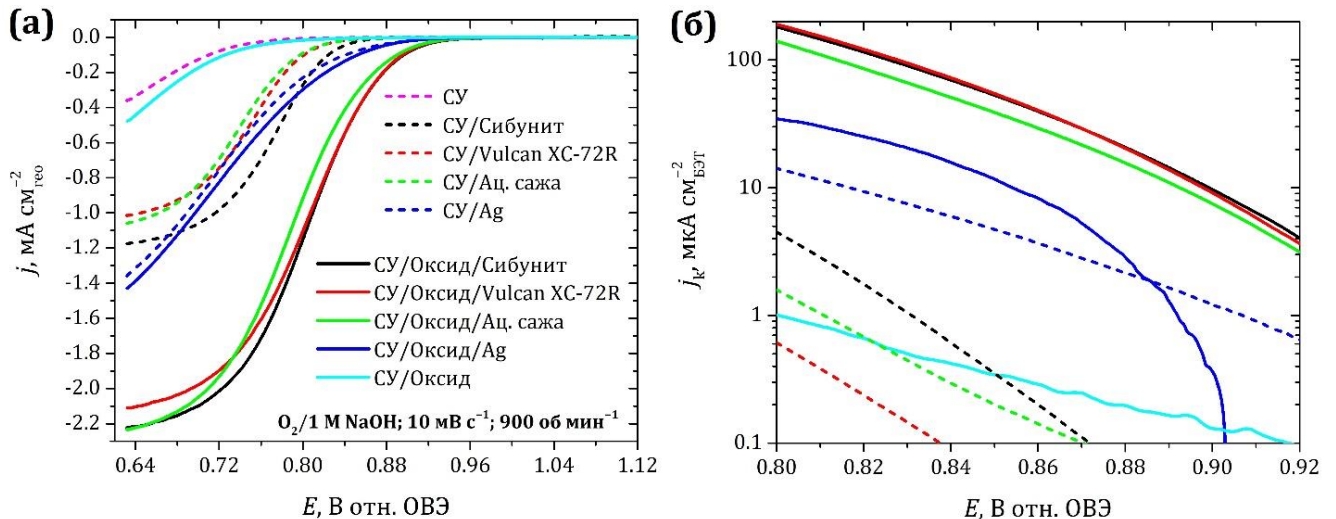 (а)
0.0
-0.2
-0.4
-0.6
-0.8
-1.0
-1.2
-1.4
-1.6
-1.8
-2.0
-2.2
j, мА см⁻²гео
СУ
СУ/Сибунит
СУ/Vulcan XC-72R
СУ/Ац. сажа
СУ/Ag
СУ/Оксид/Сибунит
СУ/Оксид/Vulcan XC-72R
СУ/Оксид/Ац. сажа
СУ/Оксид/Ag
СУ/Оксид
O₂/1 M NaOH; 10 мВ с⁻¹; 900 об мин⁻¹
0.64 0.72 0.80 0.88 0.96 1.04 1.12
E, В отн. ОВЭ
(б)
100
10
1
0.1
jk, мкА см⁻²БЭТ
0.80 0.82 0.84 0.86 0.88 0.90 0.92
E, В отн. ОВЭ